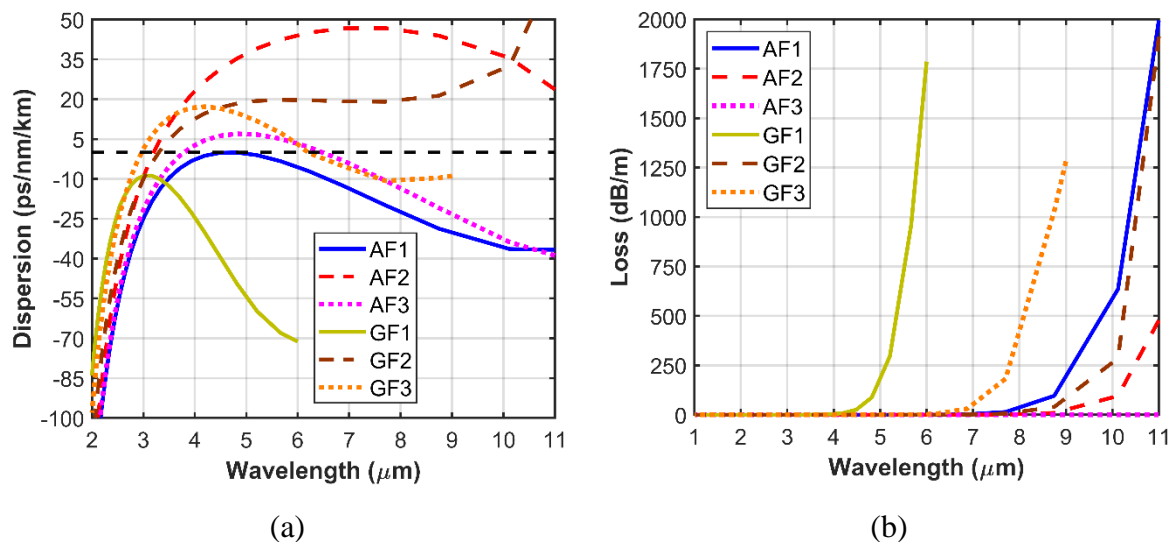 50
35
20
5
-10
-25
-40
-55
-70
-85
-100
Dispersion (ps/nm/km)
AF1
AF2
AF3
GF1
GF2
GF3
2 3 4 5 6 7 8 9 10 11
Wavelength (μm)
(a)
2000
1750
1500
1250
1000
750
500
250
0
Loss (dB/m)
AF1
AF2
AF3
GF1
GF2
GF3
1 2 3 4 5 6 7 8 9 10 11
Wavelength (μm)
(b)